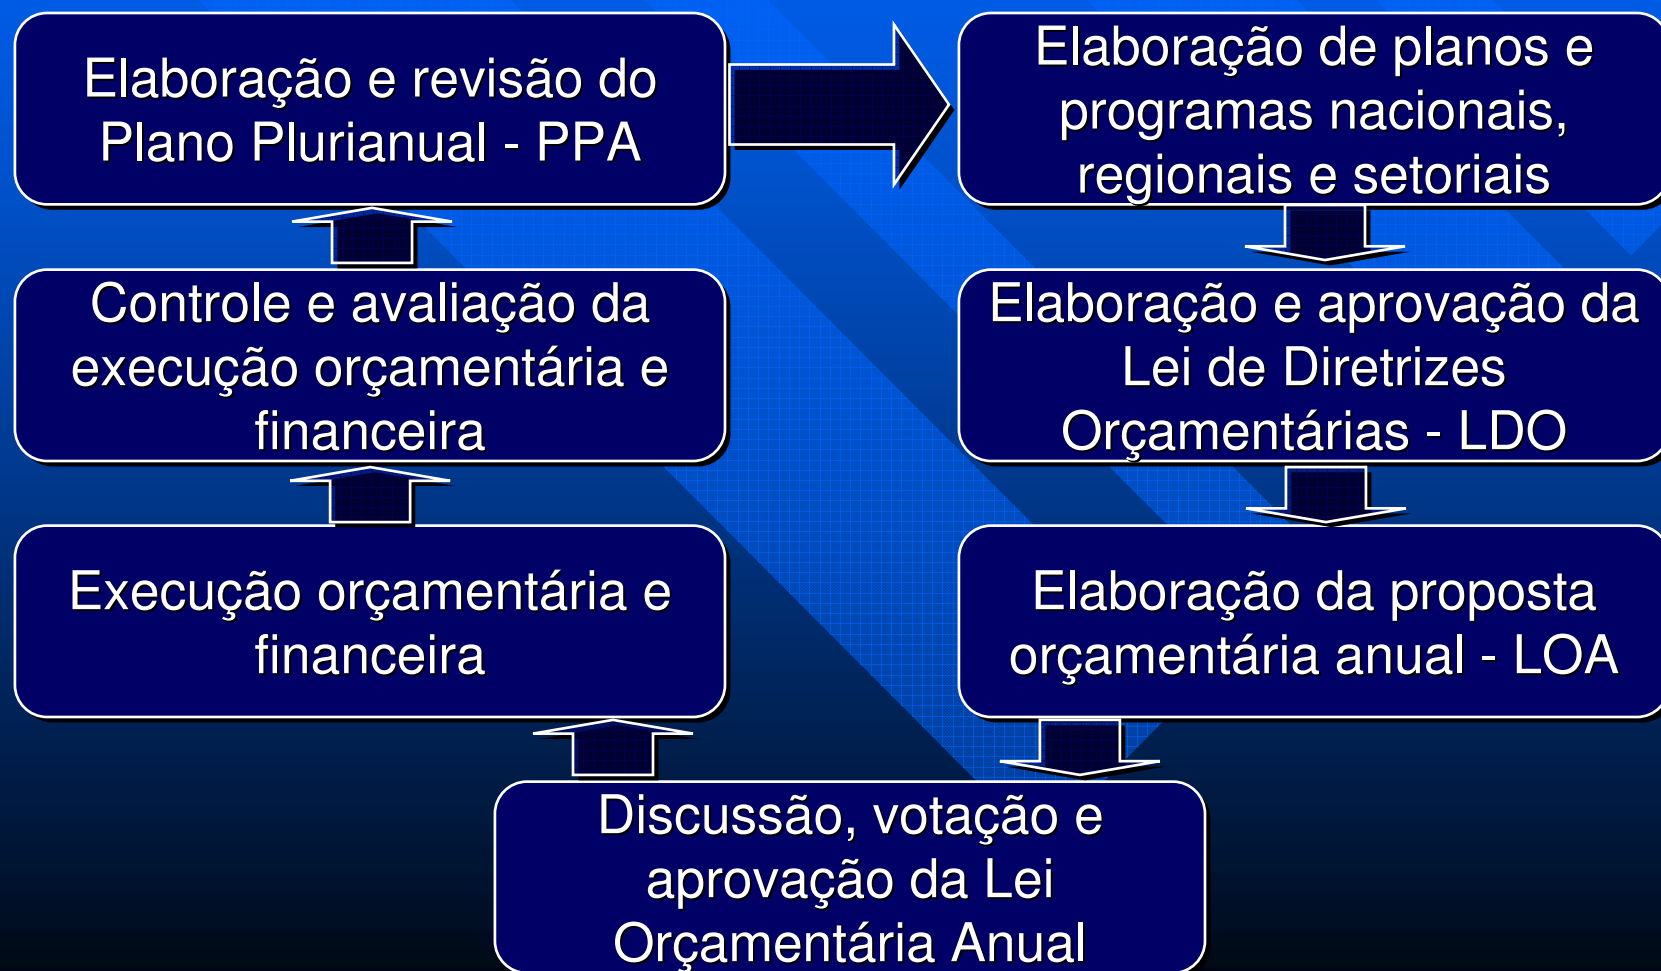 Elaboração e revisão do
Plano Plurianual - PPA
Elaboração de planos e
programas nacionais,
regionais e setoriais
Controle e avaliação da
execução orçamentária e
financeira
Elaboração e aprovação da
Lei de Diretrizes
Orçamentárias - LDO
Execução orçamentária e
financeira
Elaboração da proposta
orçamentária anual - LOA
Discussão, votação e
aprovação da Lei
Orçamentária Anual